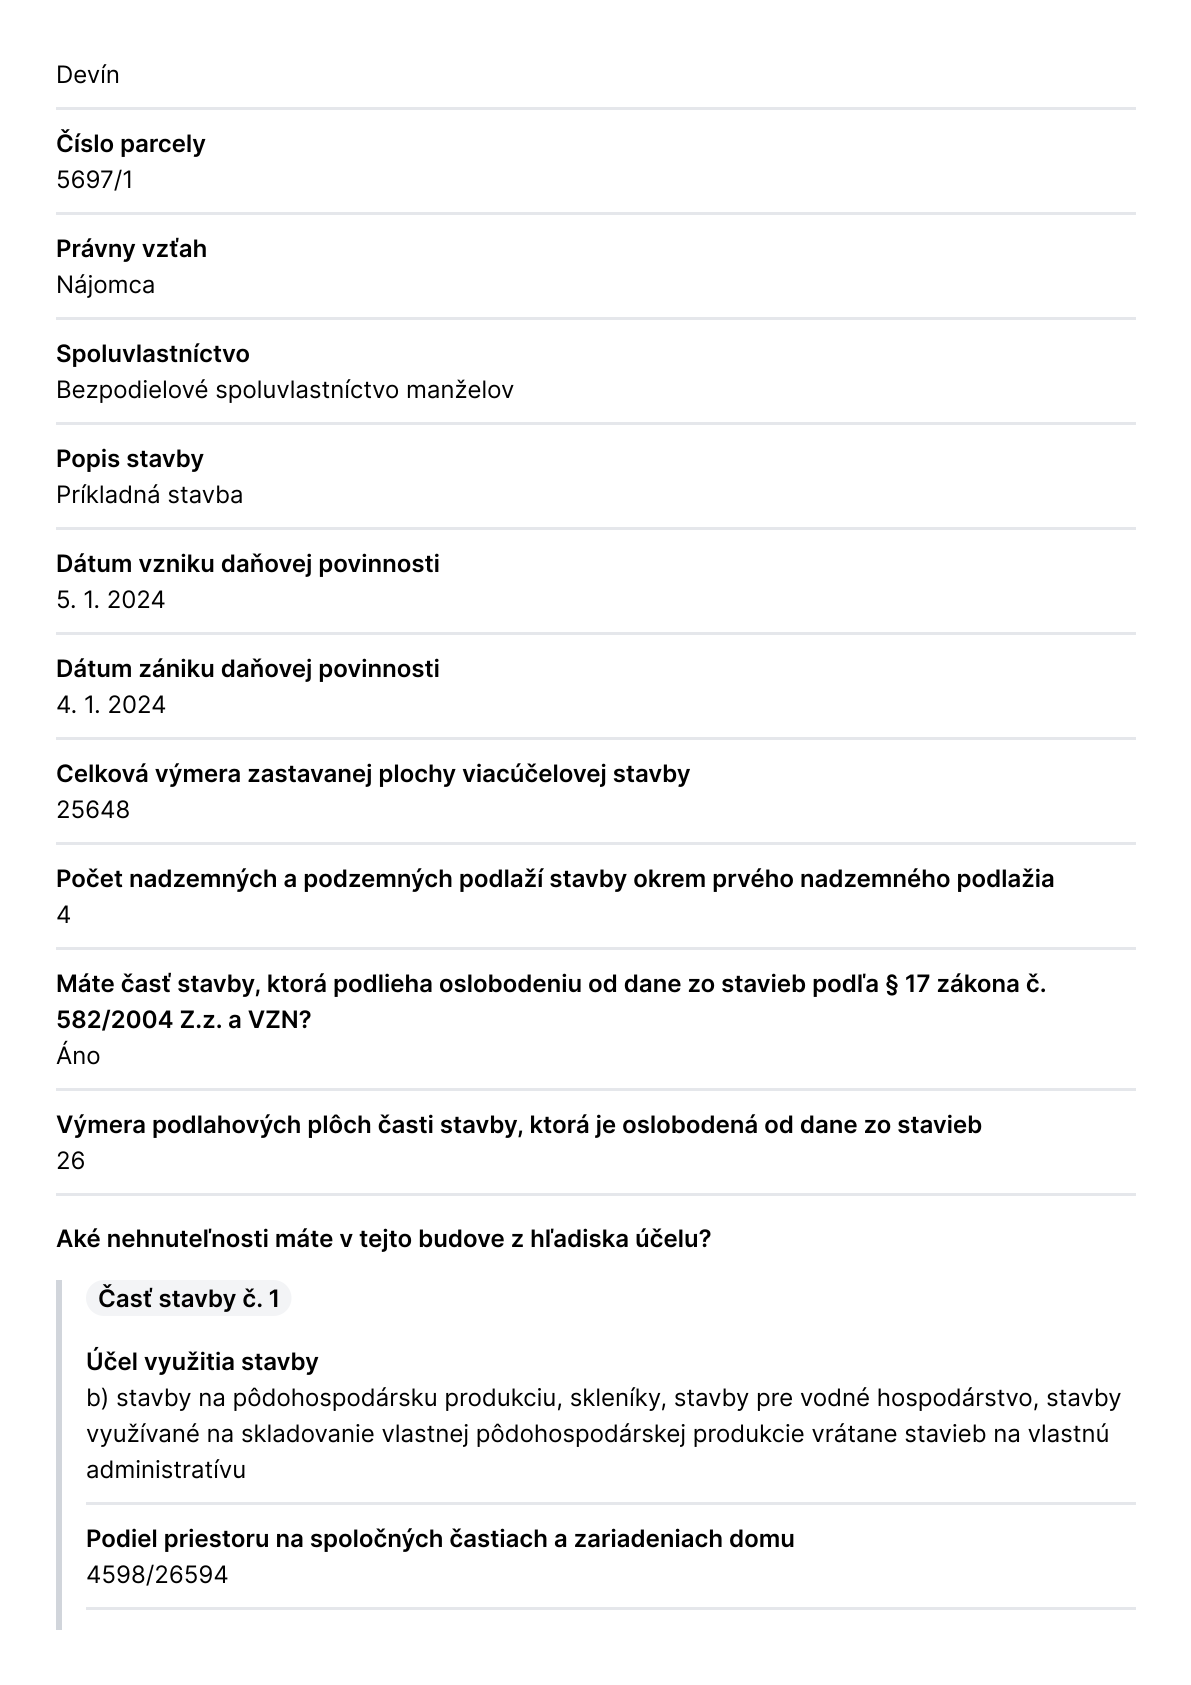 Devín
Číslo parcely
5697/1
Právny vzťah
Nájomca
Spoluvlastníctvo
Bezpodielové spoluvlastníctvo manželov
Popis stavby
Príkladná stavba
Dátum vzniku daňovej povinnosti
5. 1. 2024
Dátum zániku daňovej povinnosti
4. 1. 2024
Celková výmera zastavanej plochy viacúčelovej stavby
25648
Počet nadzemných a podzemných podlaží stavby okrem prvého nadzemného podlažia
4
Máte časť stavby, ktorá podlieha oslobodeniu od dane zo stavieb podľa § 17 zákona č.
582/2004 Z.z. a VZN?
Áno
Výmera podlahových plôch časti stavby, ktorá je oslobodená od dane zo stavieb
26
Aké nehnuteľnosti máte v tejto budove z hľadiska účelu?
Časť stavby č. 1
Účel využitia stavby
b) stavby na pôdohospodársku produkciu, skleníky, stavby pre vodné hospodárstvo, stavby
využívané na skladovanie vlastnej pôdohospodárskej produkcie vrátane stavieb na vlastnú
administratívu
Podiel priestoru na spoločných častiach a zariadeniach domu
4598/26594